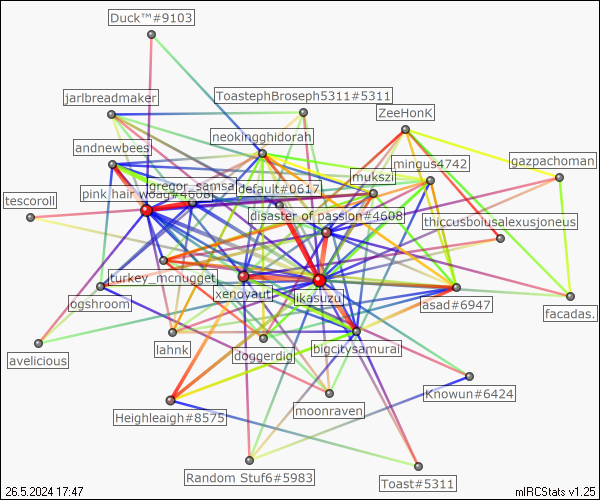 Duck™#9103
jarlbreadmaker
ToastephBroseph5311#5311
ZeeHonK
neokingghidorah
andnewbees
mingus4742
gazpachoman
mukszi
gregor_samsa
default#0617
pink hair woag#4608
tescoroll
disaster of passion#4608
thiccusboiusalexusjoneus
turkey_mcnugget
xenovaut
ikasuzu
ogshroom
asad#6947
facadas.
lahnk
doggerdig
bigcitysamurai
avelicious
Knowun#6424
moonraven
Heighleaigh#8575
Random Stuf6#5983
Toast#5311
26.5.2024 17:47
mIRCStats v1.25